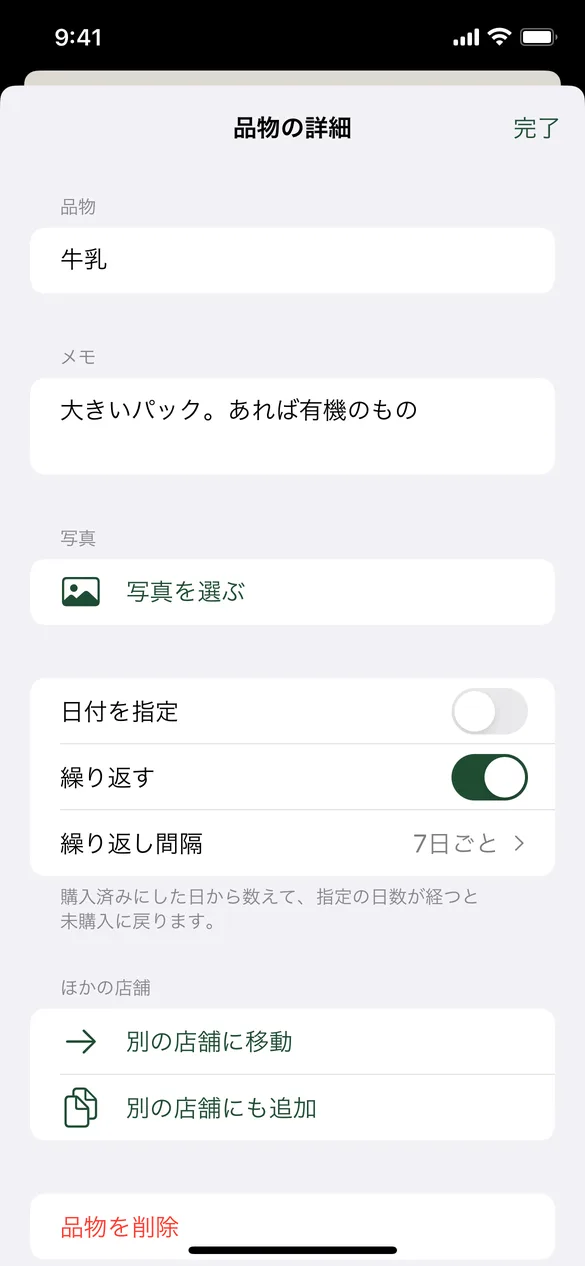 9:41
品物の詳細
完了
品物
牛乳
メモ
大きいパック。あれば有機のもの
写真
写真を選ぶ
日付を指定
繰り返す
繰り返し間隔
7日ごと
購入済みにした日から数えて、指定の日数が経つと
未購入に戻ります。
ほかの店舗
別の店舗に移動
別の店舗にも追加
品物を削除